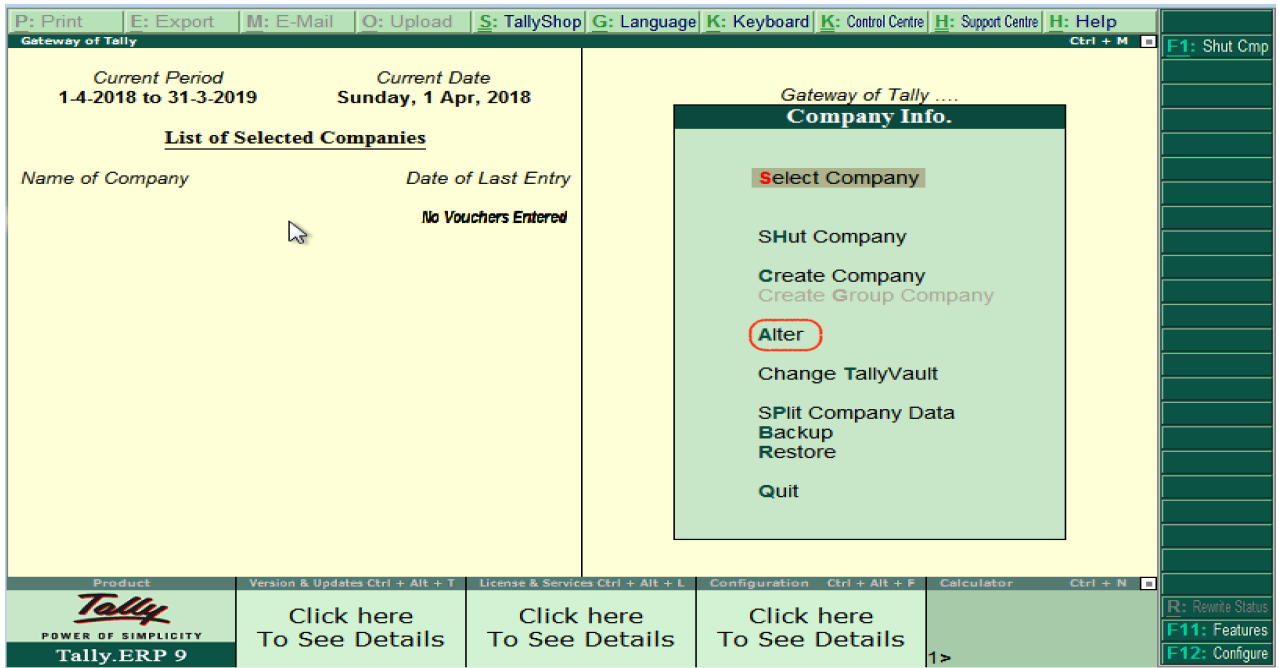 P: Print E: Export M: E-Mail O: Upload S: TallyShop G: Language K: Keyboard K: Control Centre H: Support Centre H: Help
Gateway of Tally Ctrl + M
F1: Shut Cmp
Current Period Current Date
1-4-2018 to 31-3-2019 Sunday, 1 Apr, 2018
List of Selected Companies
Name of Company Date of Last Entry
No Vouchers Entered
Gateway of Tally ....
Company Info.
Select Company
SHut Company
Create Company
Create Group Company
Alter
Change TallyVault
SPlit Company Data
Backup
Restore
Quit
Product Version & Updates Ctrl + Alt + T License & Services Ctrl + Alt + L Configuration Ctrl + Alt + F Calculator Ctrl + N
Tally
POWER OF SIMPLICITY
Tally.ERP 9
Click here
To See Details
Click here
To See Details
Click here
To See Details
1>
R: Rewrite Status
F11: Features
F12: Configure